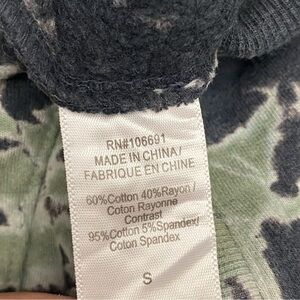 RN#106691
MADE IN CHINA/
FABRIQUE EN CHINE
60%Cotton 40%Rayon/
Coton Rayonne
Contrast
95%Cotton 5%Spandex/
Coton Spandex
S